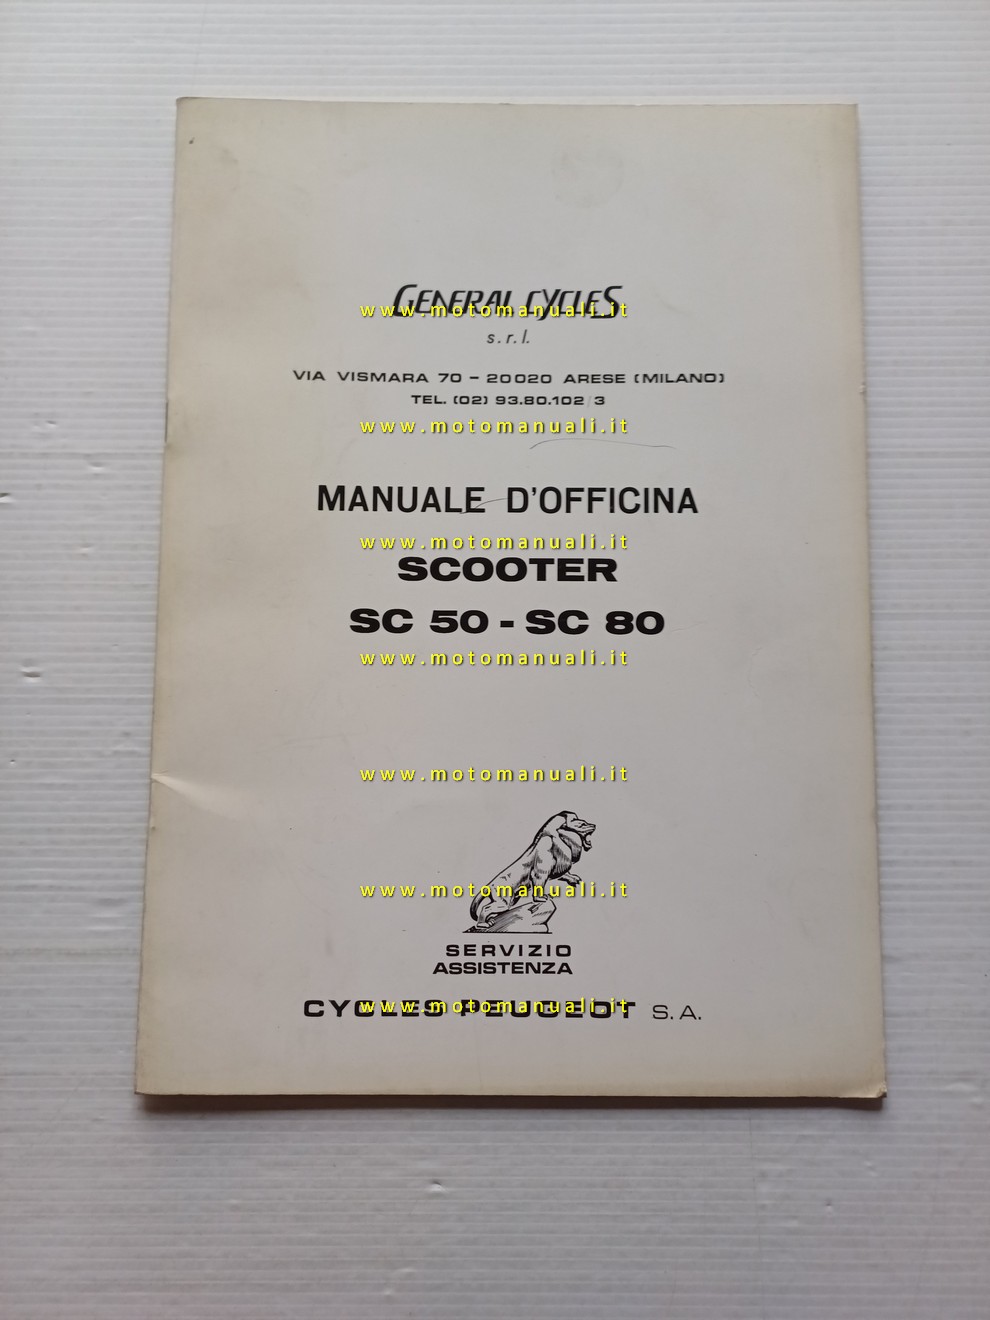 GENERAL CYCLES
www.motomanuali.it
s.r.l.
VIA VISMARA 70 - 20020 ARESE (MILANO)
TEL. (02) 93.80.102/3
www.motomanuali.it
MANUALE D'OFFICINA
www.motomanuali.it
SCOOTER
SC 50 - SC 80
www.motomanuali.it
www.motomanuali.it
www.motomanuali.it
SERVIZIO
ASSISTENZA
CYCLES PEUGEOT S.A.
www.motomanuali.it